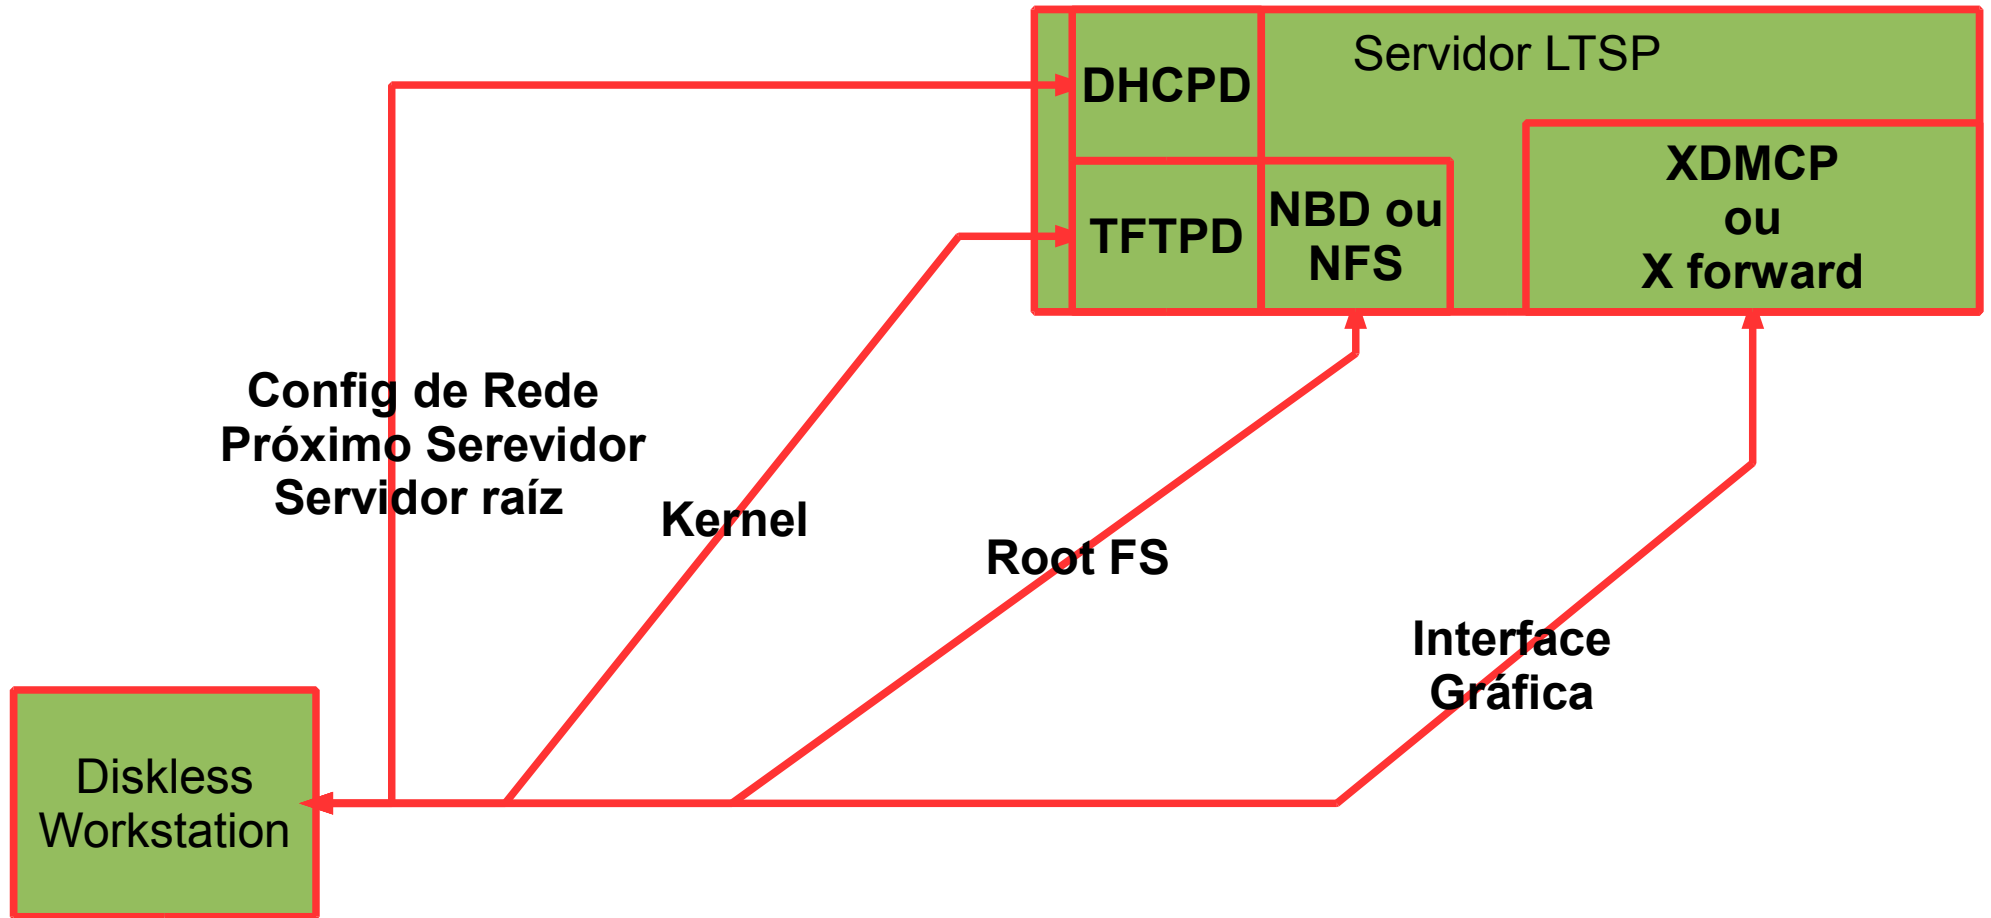 Servidor LTSP
DHCPD
TFTPD
NBD ou
NFS
XDMCP
ou
X forward
Config de Rede
Próximo Serevidor
Servidor raíz
Kernel
Root FS
Interface
Gráfica
Diskless
Workstation